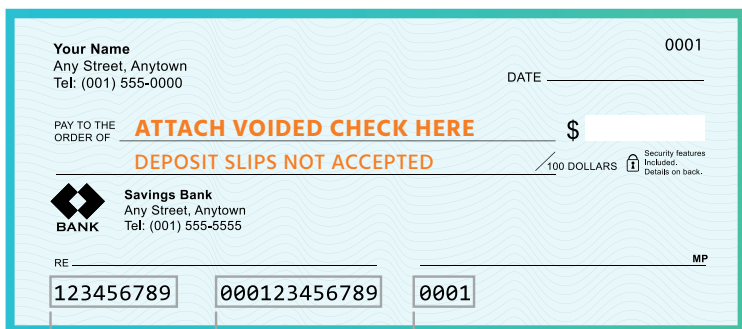 Your Name
0001
Any Street, Anytown
Tel: (001) 555-0000
DATE
PAY TO THE
ORDER OF
ATTACH VOIDED CHECK HERE
$
DEPOSIT SLIPS NOT ACCEPTED
/100 DOLLARS
Security features
Included.
Details on back.
BANK
Savings Bank
Any Street, Anytown
Tel: (001) 555-5555
RE
MP
123456789 000123456789 0001